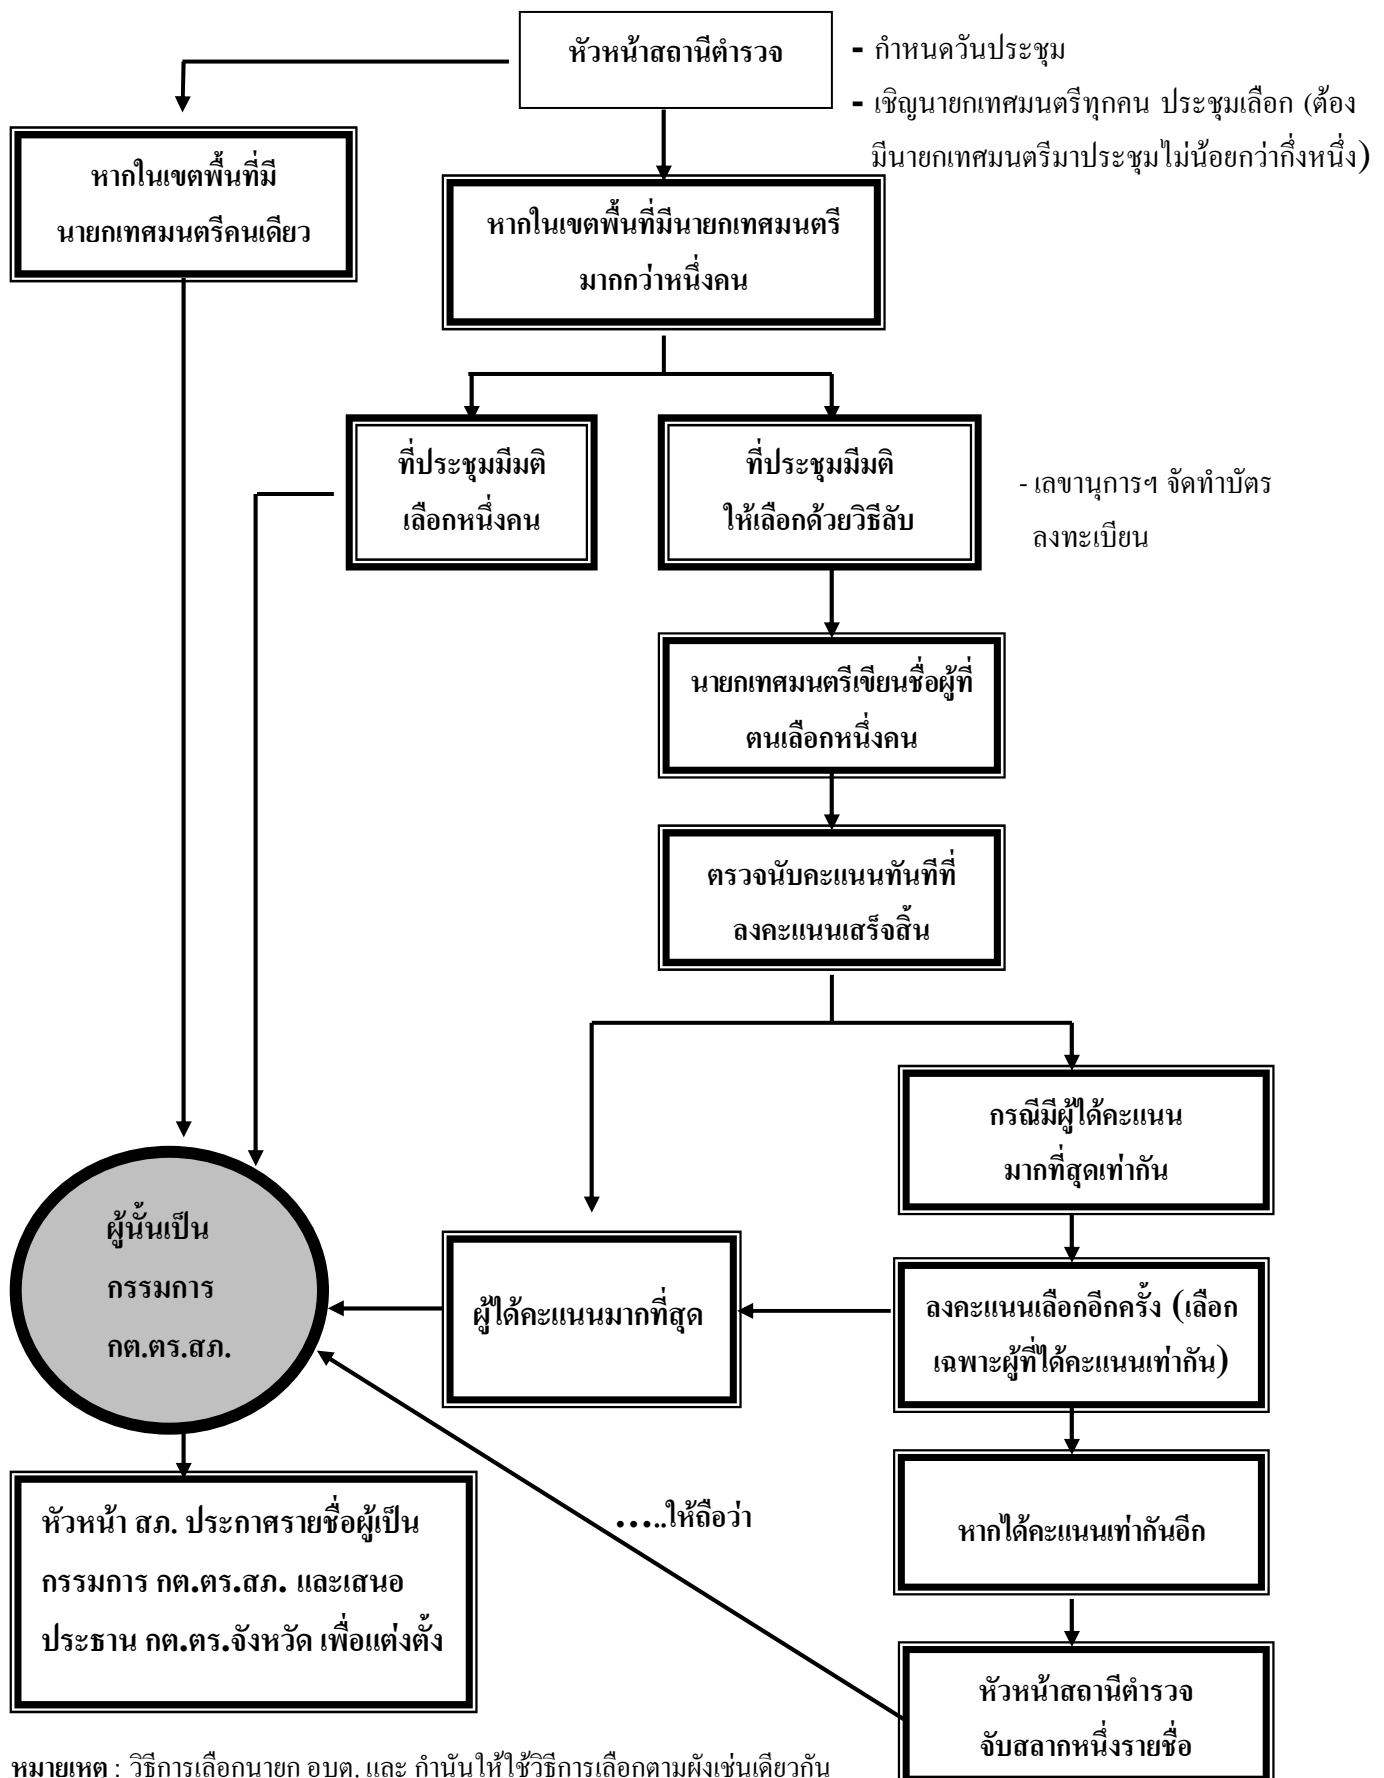 หัวหน้าสถานีตำรวจ
- กำหนดวันประชุม
- เชิญนายกเทศมนตรีทุกคน ประชุมเลือก (ต้อง
มีนายกเทศมนตรีมาประชุมไม่น้อยกว่ากึ่งหนึ่ง)
หากในเขตพื้นที่มี
นายกเทศมนตรีคนเดียว
หากในเขตพื้นที่มีนายกเทศมนตรี
มากกว่าหนึ่งคน
ที่ประชุมมีมติ
เลือกหนึ่งคน
ที่ประชุมมีมติ
ให้เลือกด้วยวิธีลับ
- เลขานุการฯ จัดทำบัตร
ลงทะเบียน
นายกเทศมนตรีเขียนชื่อผู้ที่
ตนเลือกหนึ่งคน
ตรวจนับคะแนนทันทีที่
ลงคะแนนเสร็จสิ้น
กรณีมีผู้ได้คะแนน
มากที่สุดเท่ากัน
ผู้นั้นเป็น
กรรมการ
กต.ตร.สภ.
ผู้ได้คะแนนมากที่สุด
ลงคะแนนเลือกอีกครั้ง (เลือก
เฉพาะผู้ที่ได้คะแนนเท่ากัน)
หัวหน้า สภ. ประกาศรายชื่อผู้เป็น
กรรมการ กต.ตร.สภ. และเสนอ
ประธาน กต.ตร.จังหวัด เพื่อแต่งตั้ง
.....ให้ถือว่า
หากได้คะแนนเท่ากันอีก
หัวหน้าสถานีตำรวจ
จับสลากหนึ่งรายชื่อ
หมายเหตุ : วิธีการเลือกนายก อบต. และ กำนันให้ใช้วิธีการเลือกตามผังเช่นเดียวกัน